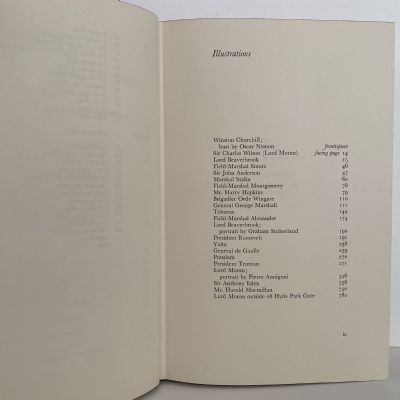 Illustrations
Winston Churchill;
bust by Oscar Nemon frontispiece
Sir Charles Wilson (Lord Moran) facing page 14
Lord Beaverbrook 15
Field-Marshal Smuts 46
Sir John Anderson 47
Marshal Stalin 62
Field-Marshal Montgomery 78
Mr. Harry Hopkins 79
Brigadier Orde Wingate 110
General George Marshall 111
Teheran 142
Field-Marshal Alexander 174
Lord Beaverbrook;
portrait by Graham Sutherland 190
President Roosevelt 191
Yalta 238
General de Gaulle 239
Potsdam 270
President Truman 271
Lord Moran;
portrait by Pietro Annigoni 526
Sir Anthony Eden 558
Mr. Harold Macmillan 750
Lord Moran outside 28 Hyde Park Gate 782
ix